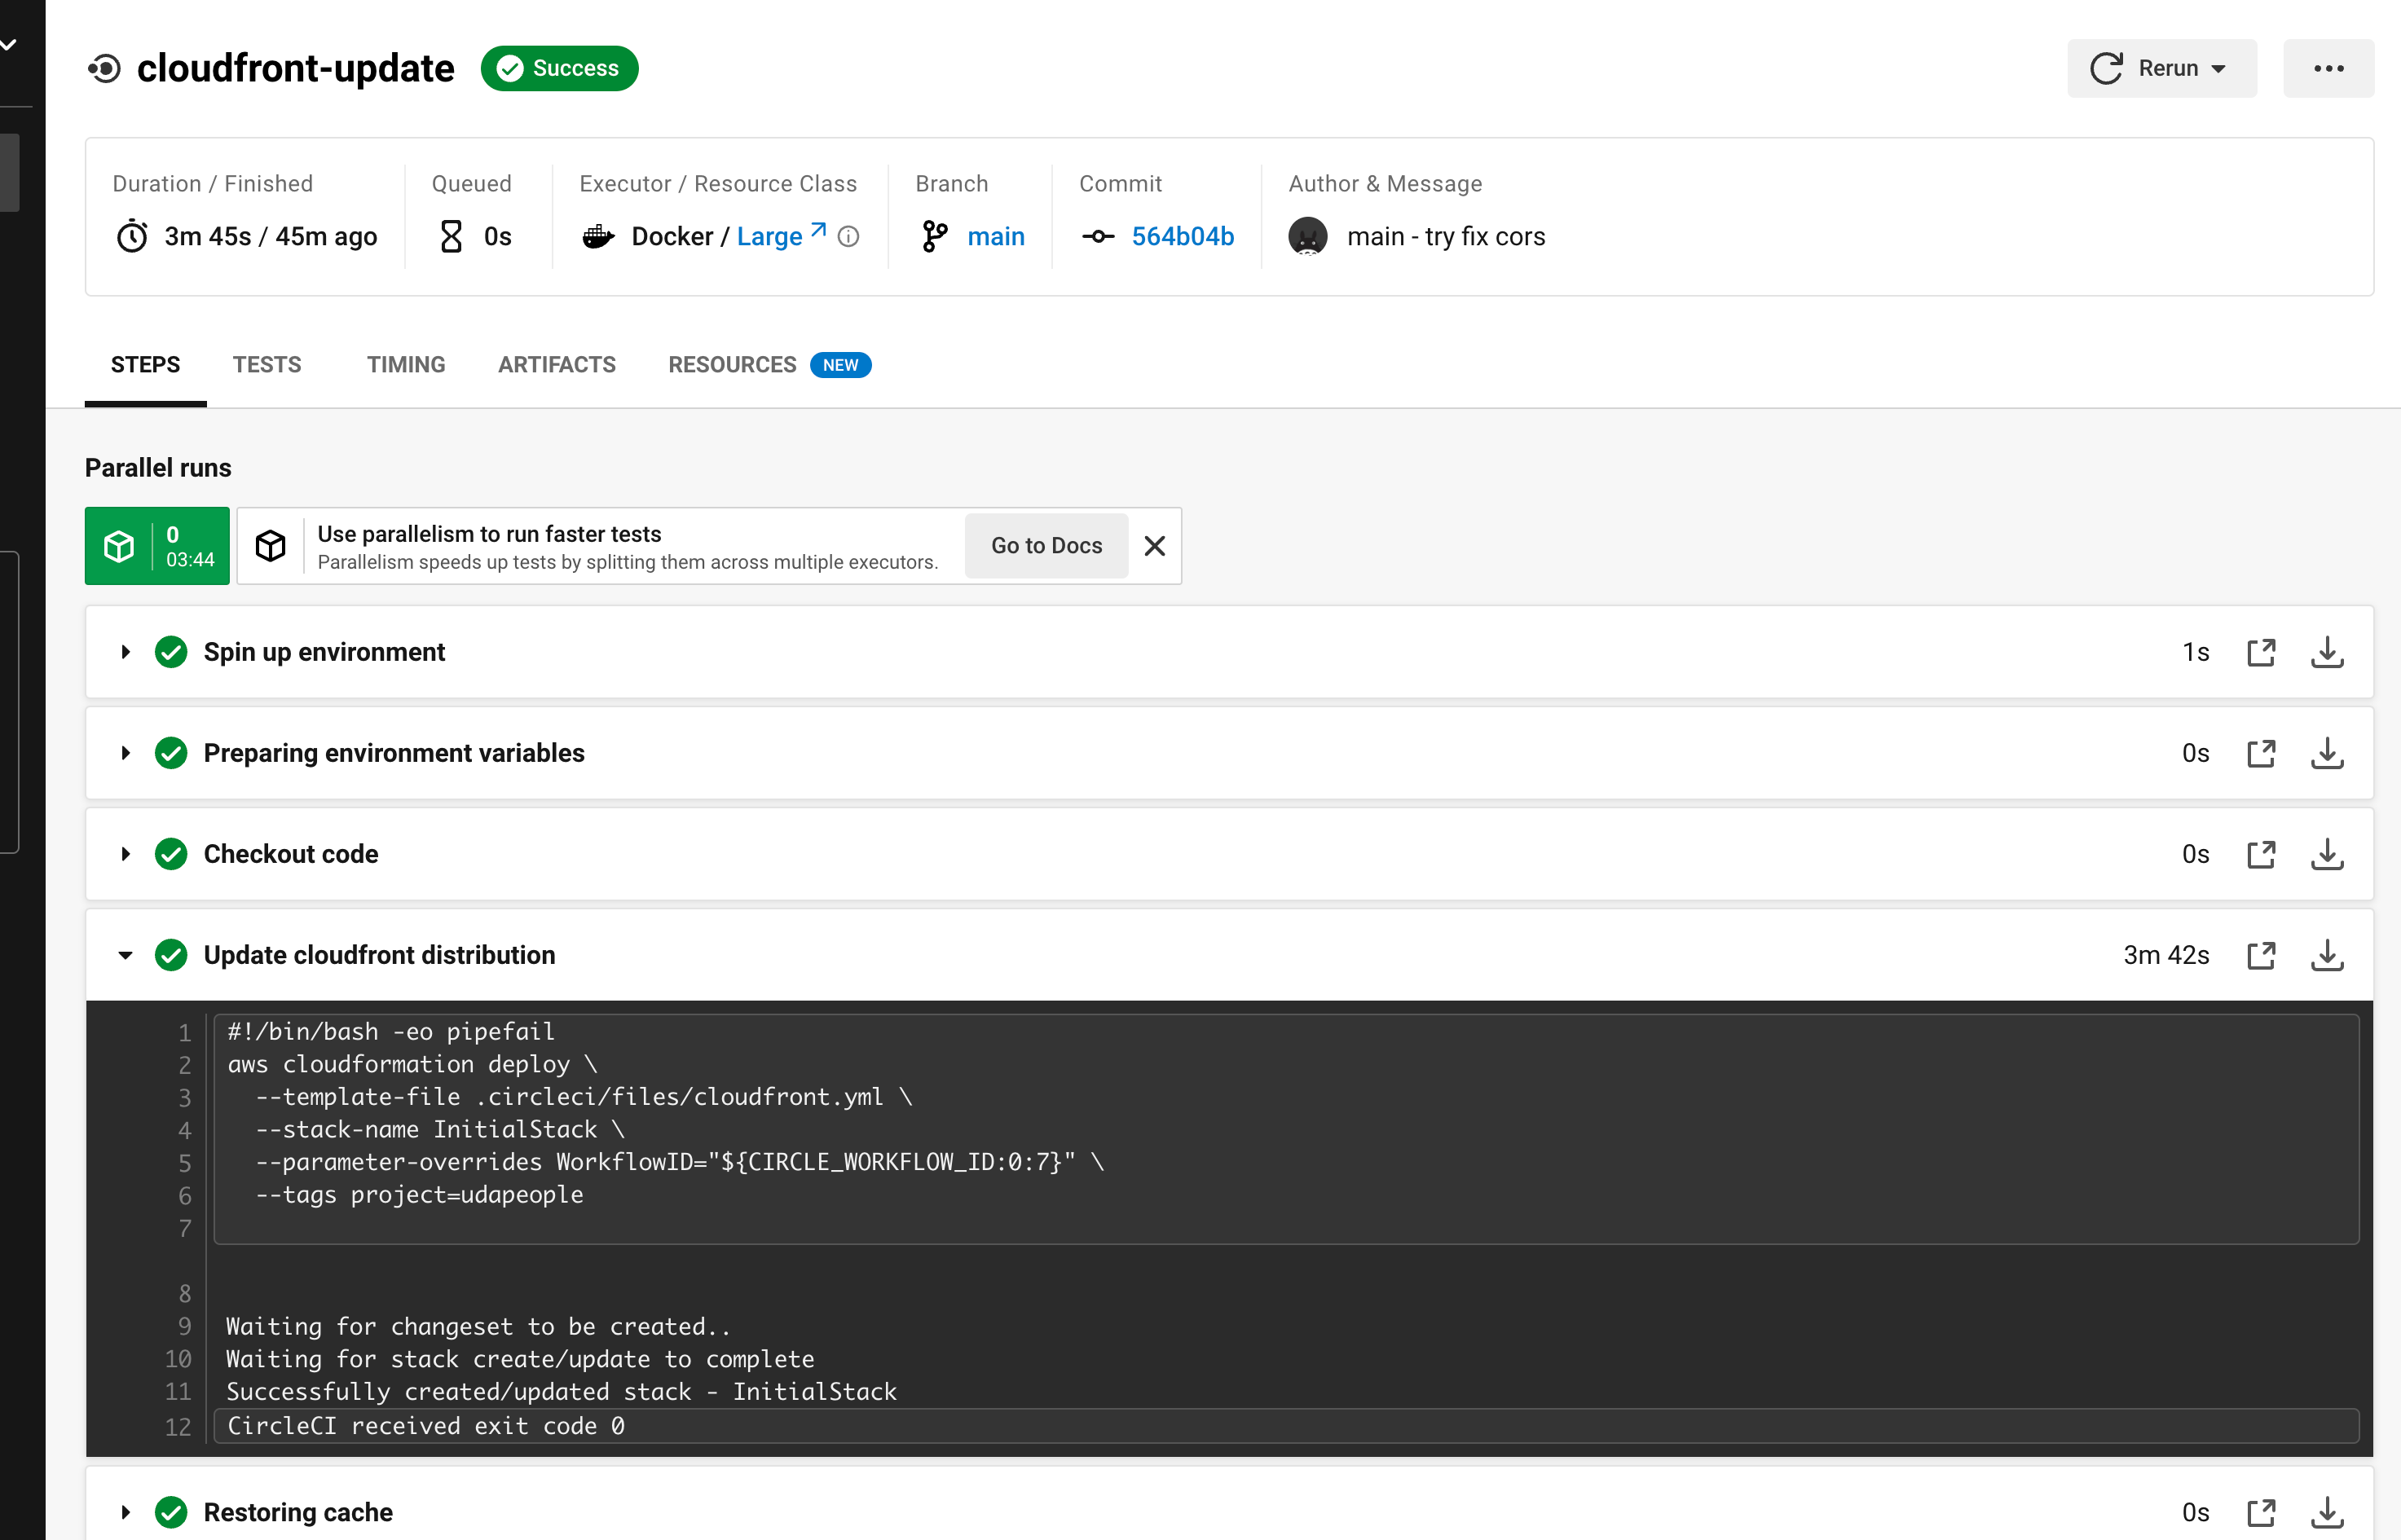 cloudfront-update
Success
Rerun
Duration / Finished
3m 45s / 45m ago
Queued
0s
Executor / Resource Class
Docker / Large
Branch
main
Commit
564b04b
Author & Message
main - try fix cors
STEPS
TESTS
TIMING
ARTIFACTS
RESOURCES
NEW
Parallel runs
0
03:44
Use parallelism to run faster tests
Parallelism speeds up tests by splitting them across multiple executors.
Go to Docs
Spin up environment
1s
Preparing environment variables
0s
Checkout code
0s
Update cloudfront distribution
3m 42s
1 #!/bin/bash -eo pipefail
2 aws cloudformation deploy \
3 --template-file .circleci/files/cloudfront.yml \
4 --stack-name InitialStack \
5 --parameter-overrides WorkflowID="${CIRCLE_WORKFLOW_ID:0:7}" \
6 --tags project=udapeople
7
8
9 Waiting for changeset to be created..
10 Waiting for stack create/update to complete
11 Successfully created/updated stack - InitialStack
12 CircleCI received exit code 0
Restoring cache
0s